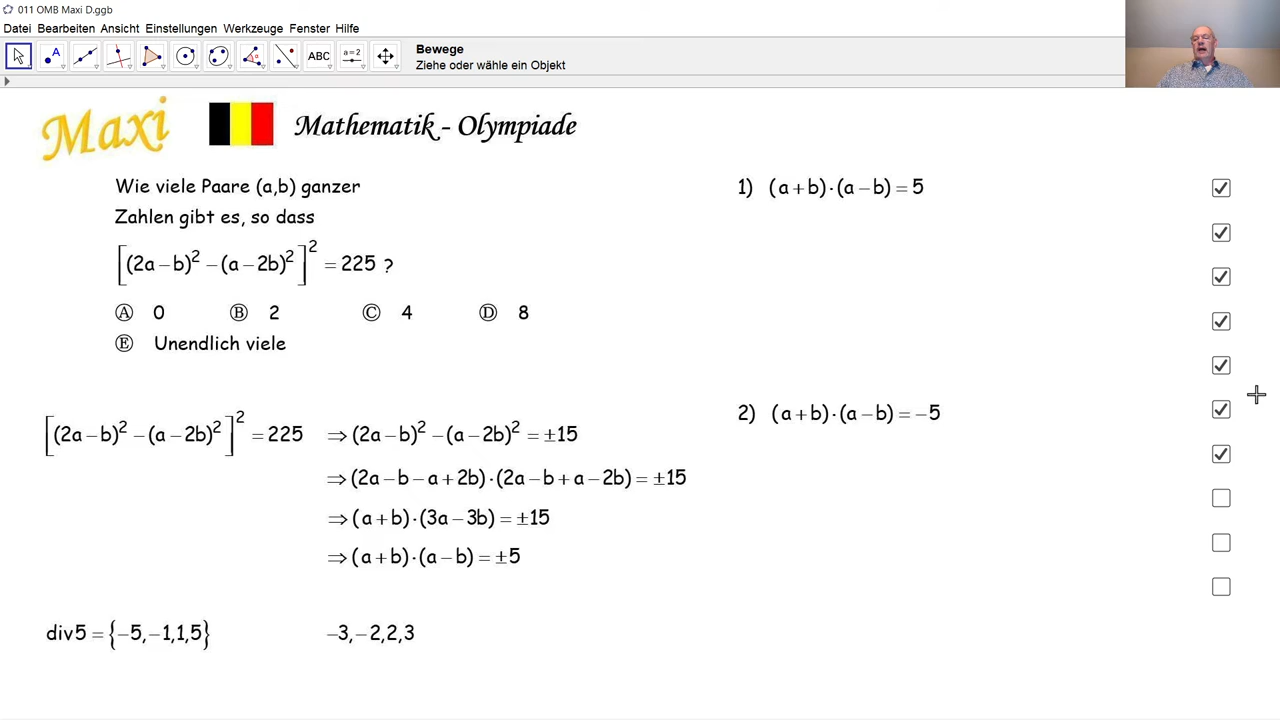 011 OMB Maxi D.ggb
Datei Bearbeiten Ansicht Einstellungen Werkzeuge Fenster Hilfe
A ABC a=2
Bewege
Ziehe oder wähle ein Objekt
Maxi
Mathematik - Olympiade
Wie viele Paare (a,b) ganzer
Zahlen gibt es, so dass
[(2a−b)²−(a−2b)²]²=225 ?
Ⓐ 0 Ⓑ 2 Ⓒ 4 Ⓓ 8
Ⓔ Unendlich viele
[(2a−b)²−(a−2b)²]²=225 ⇒(2a−b)²−(a−2b)²=±15
⇒(2a−b−a+2b)·(2a−b+a−2b)=±15
⇒(a+b)·(3a−3b)=±15
⇒(a+b)·(a−b)=±5
div5={−5,−1,1,5} −3,−2,2,3
1) (a+b)·(a−b)=5
2) (a+b)·(a−b)=−5